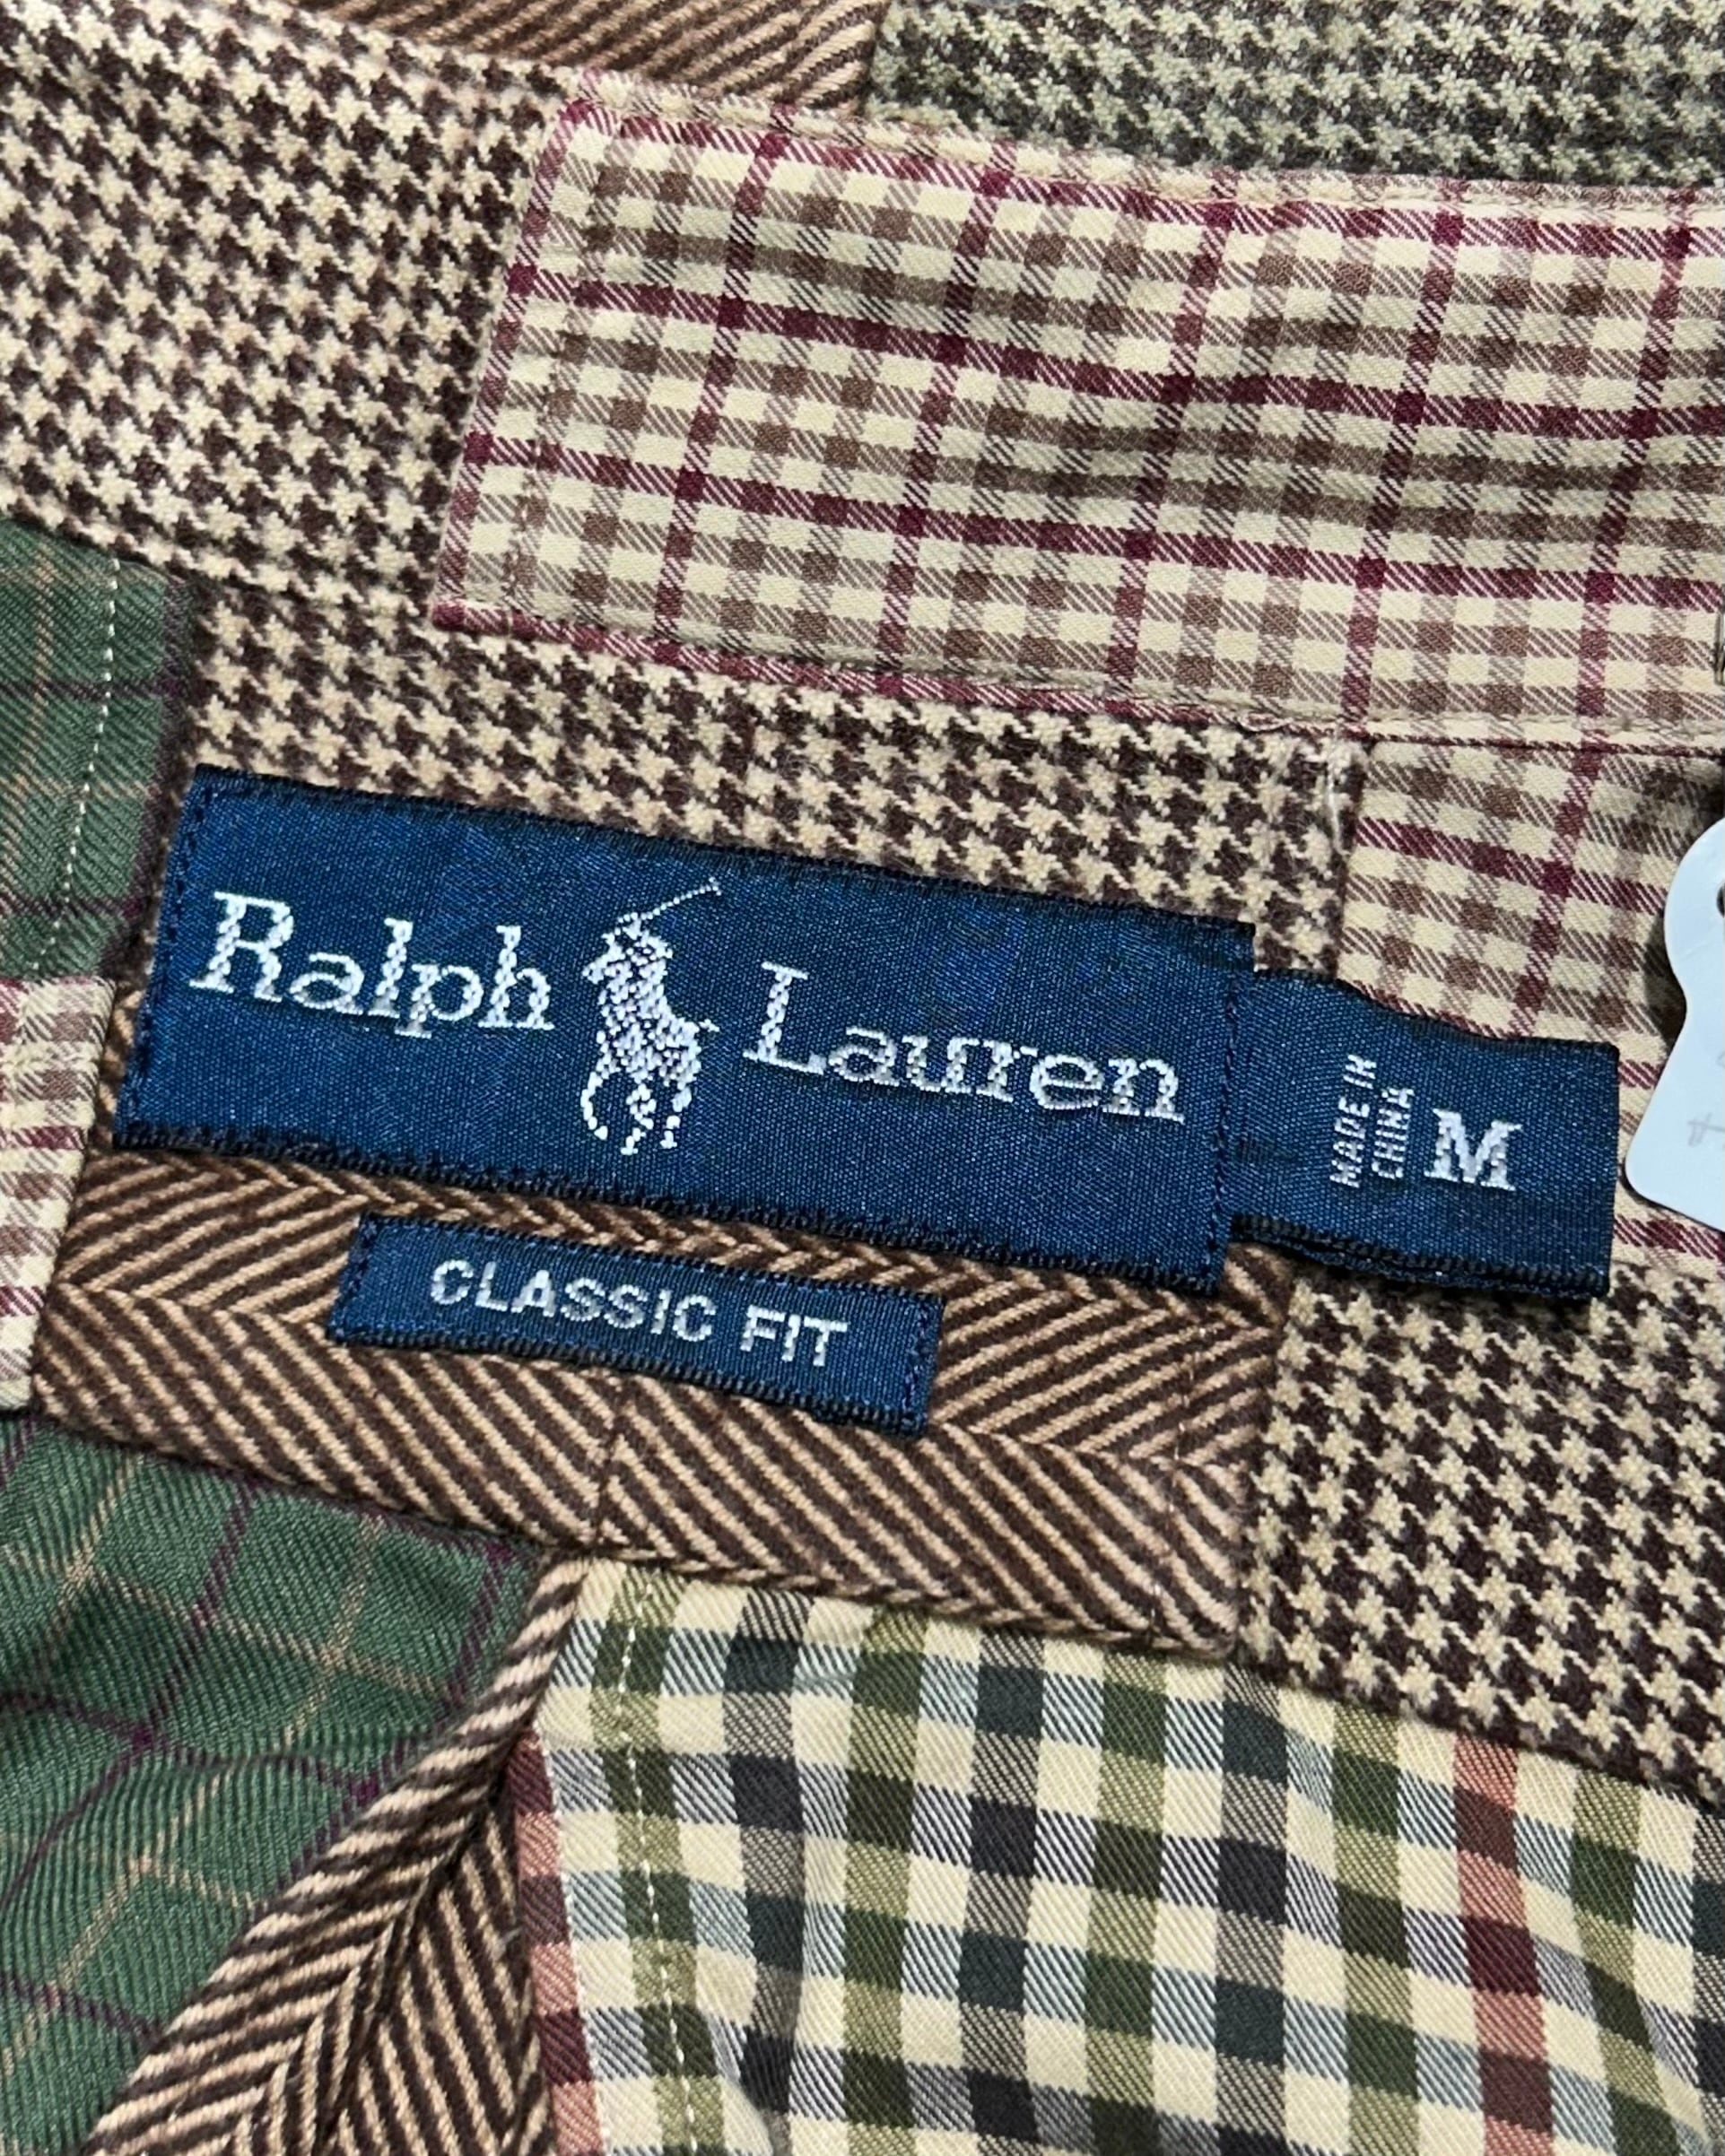 Ralph Lauren
MADE IN
CHINA
M
CLASSIC FIT